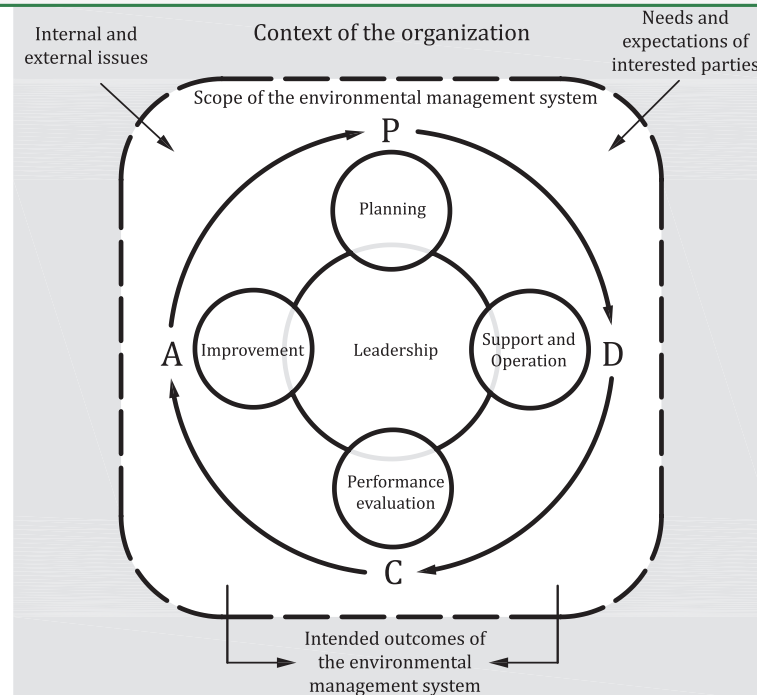 Internal and
external issues
Context of the organization
Needs and
expectations of
interested parties
Scope of the environmental management system
P
Planning
A
Improvement
Leadership
Support and
Operation
D
Performance
evaluation
C
Intended outcomes of
the environmental
management system